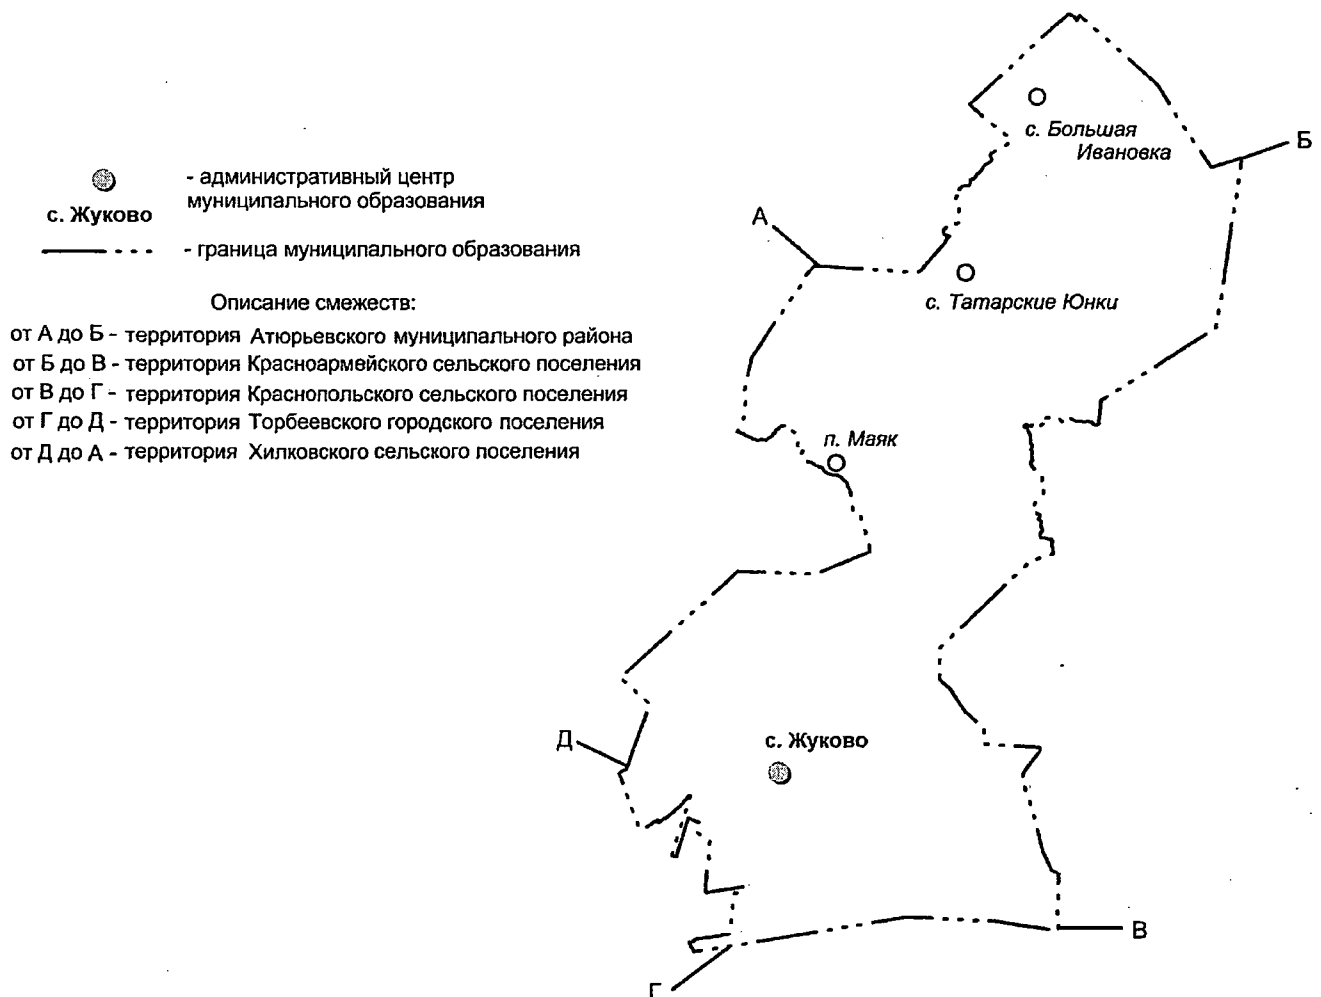 - административный центр
муниципального образования
с. Жуково
- граница муниципального образования
Описание смежеств:
от А до Б - территория Атюрьевского муниципального района
от Б до В - территория Красноармейского сельского поселения
от В до Г - территория Краснопольского сельского поселения
от Г до Д - территория Торбеевского городского поселения
от Д до А - территория Хилковского сельского поселения
с. Большая
Ивановка
Б
А
с. Татарские Юнки
п. Маяк
Д
с. Жуково
В
Г